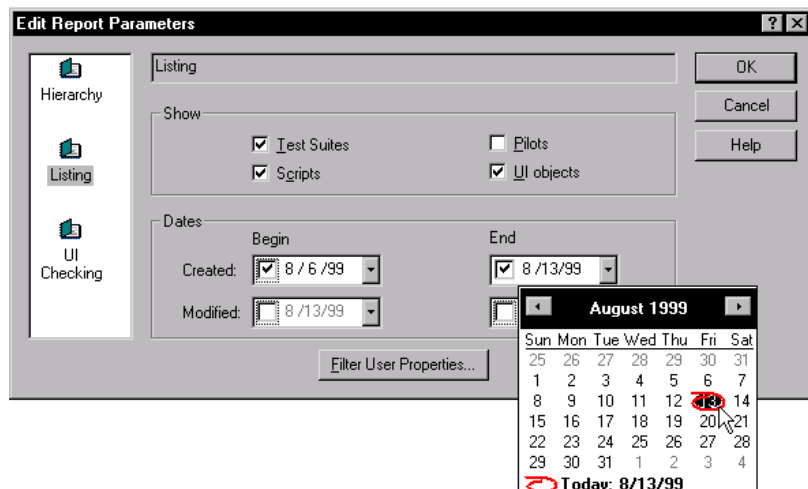 Edit Report Parameters
Hierarchy
Listing
UI
Checking
Listing
OK
Cancel
Help
Show
Test Suites
Pilots
Scripts
UI objects
Dates
Begin
End
Created: 8 / 6 /99
8 /13/99
Modified: 8 /13/99
Filter User Properties...
August 1999
Sun Mon Tue Wed Thu Fri Sat
25 26 27 28 29 30 31
1 2 3 4 5 6 7
8 9 10 11 12 13 14
15 16 17 18 19 20 21
22 23 24 25 26 27 28
29 30 31 1 2 3 4
Today: 8/13/99